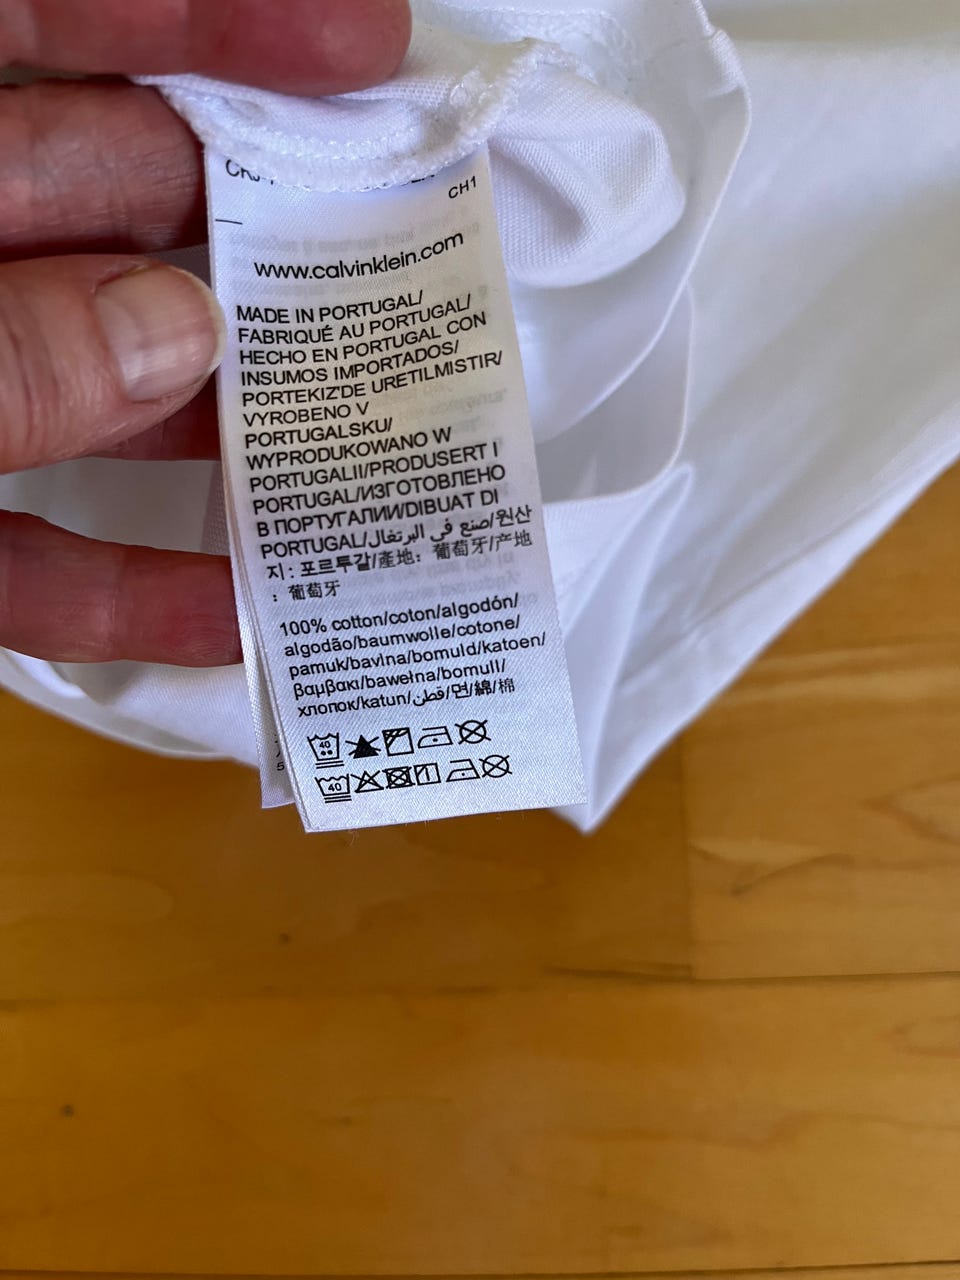 CH1
www.calvinklein.com
MADE IN PORTUGAL/
FABRIQUÉ AU PORTUGAL/
HECHO EN PORTUGAL CON
INSUMOS IMPORTADOS/
PORTEKIZ'DE URETILMISTIR/
VYROBENO V
PORTUGALSKU/
WYPRODUKOWANO W
PORTUGALII/PRODUSERT I
PORTUGAL/ИЗГОТОВЛЕНО
В ПОРТУГАЛИИ/DIBUAT DI
PORTUGAL/صنع في البرتغال/원산
지: 포르투갈/產地: 葡萄牙/产地
: 葡萄牙
100% cotton/coton/algodón/
algodão/baumwolle/cotone/
pamuk/bavlna/bomuld/katoen/
βαμβακι/bawełna/bomull/
хлопок/katun/قطن/면/綿/棉
40
40